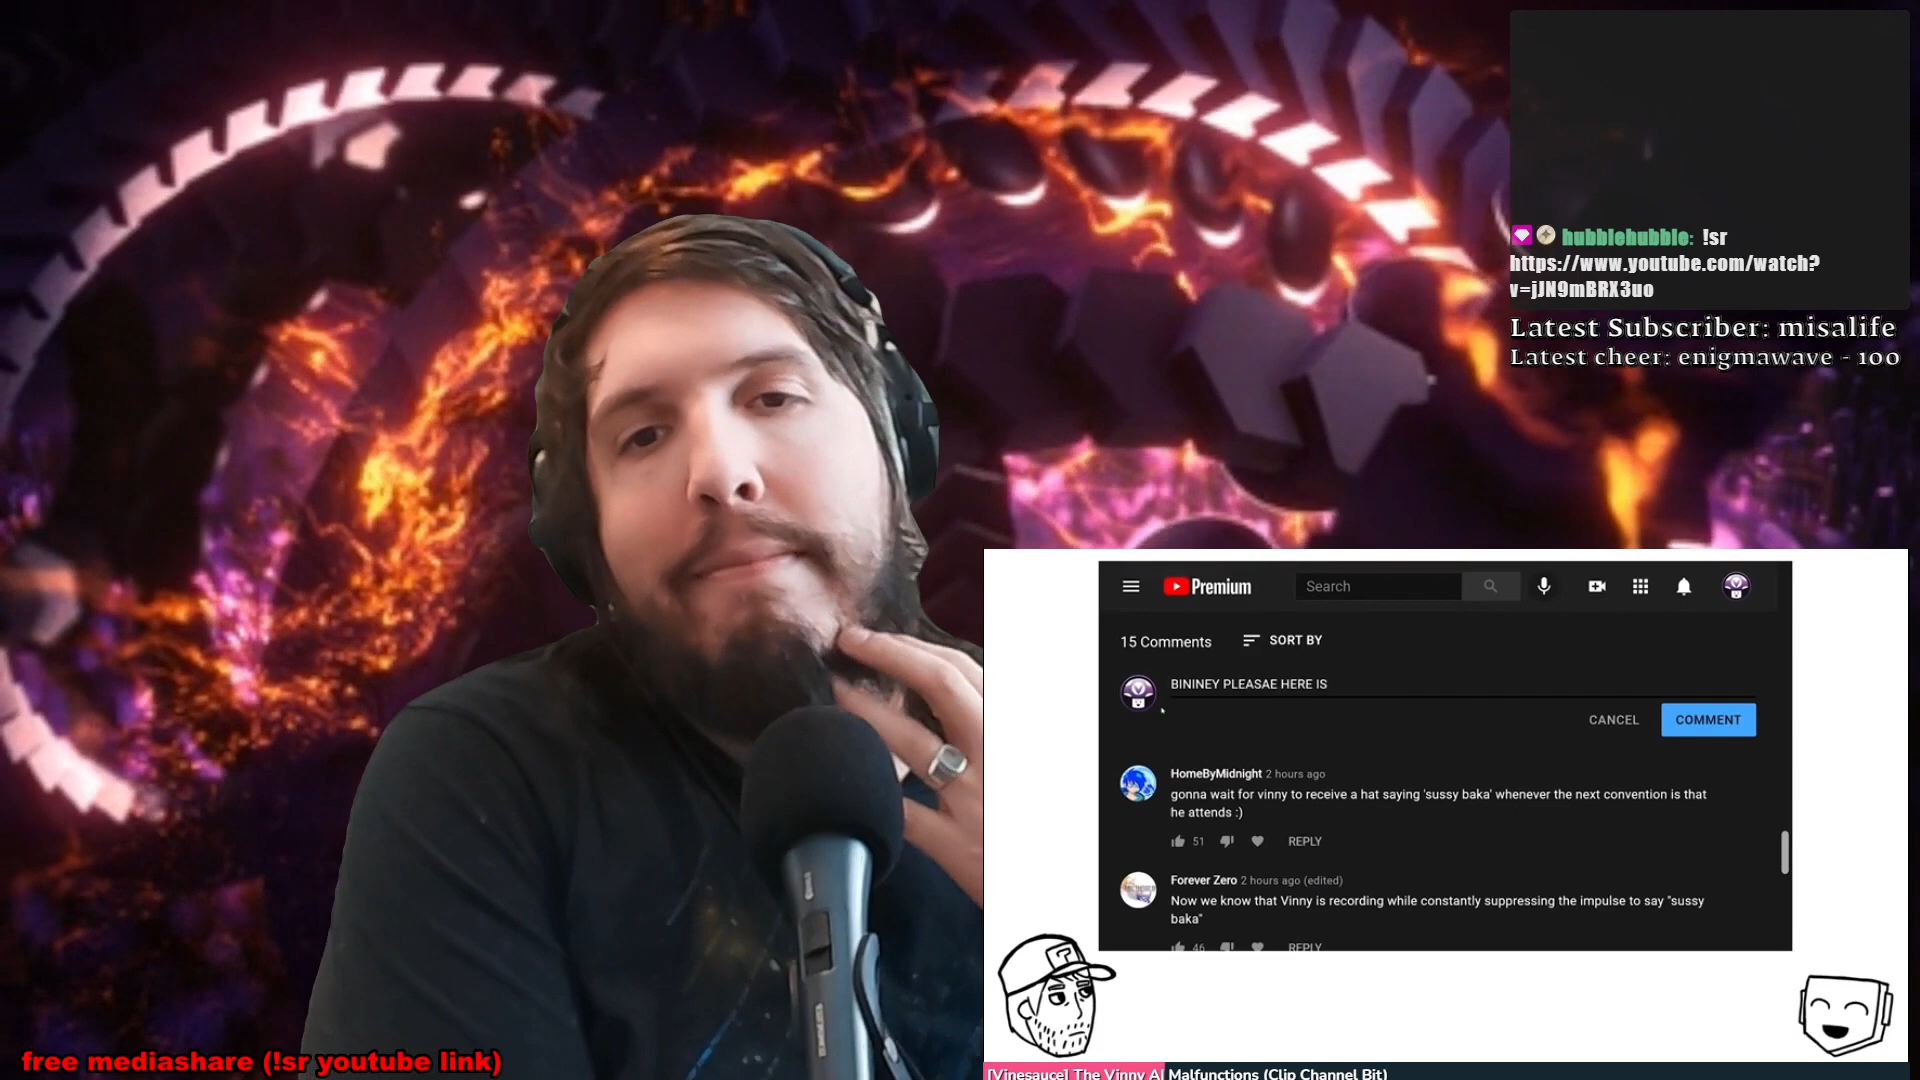 hubblehubble: !sr
https://www.youtube.com/watch?
v=jJN9mBRX3uo
Latest Subscriber: misalife
Latest cheer: enigmawave - 100
Premium
Search
15 Comments
SORT BY
BININEY PLEASAE HERE IS
CANCEL
COMMENT
HomeByMidnight 2 hours ago
gonna wait for vinny to receive a hat saying 'sussy baka' whenever the next convention is that
he attends :)
51
REPLY
Forever Zero 2 hours ago (edited)
Now we know that Vinny is recording while constantly suppressing the impulse to say "sussy
baka"
46
REPLY
free mediashare (!sr youtube link)
[Vinesauce] The Vinny AI Malfunctions (Clip Channel Bit)